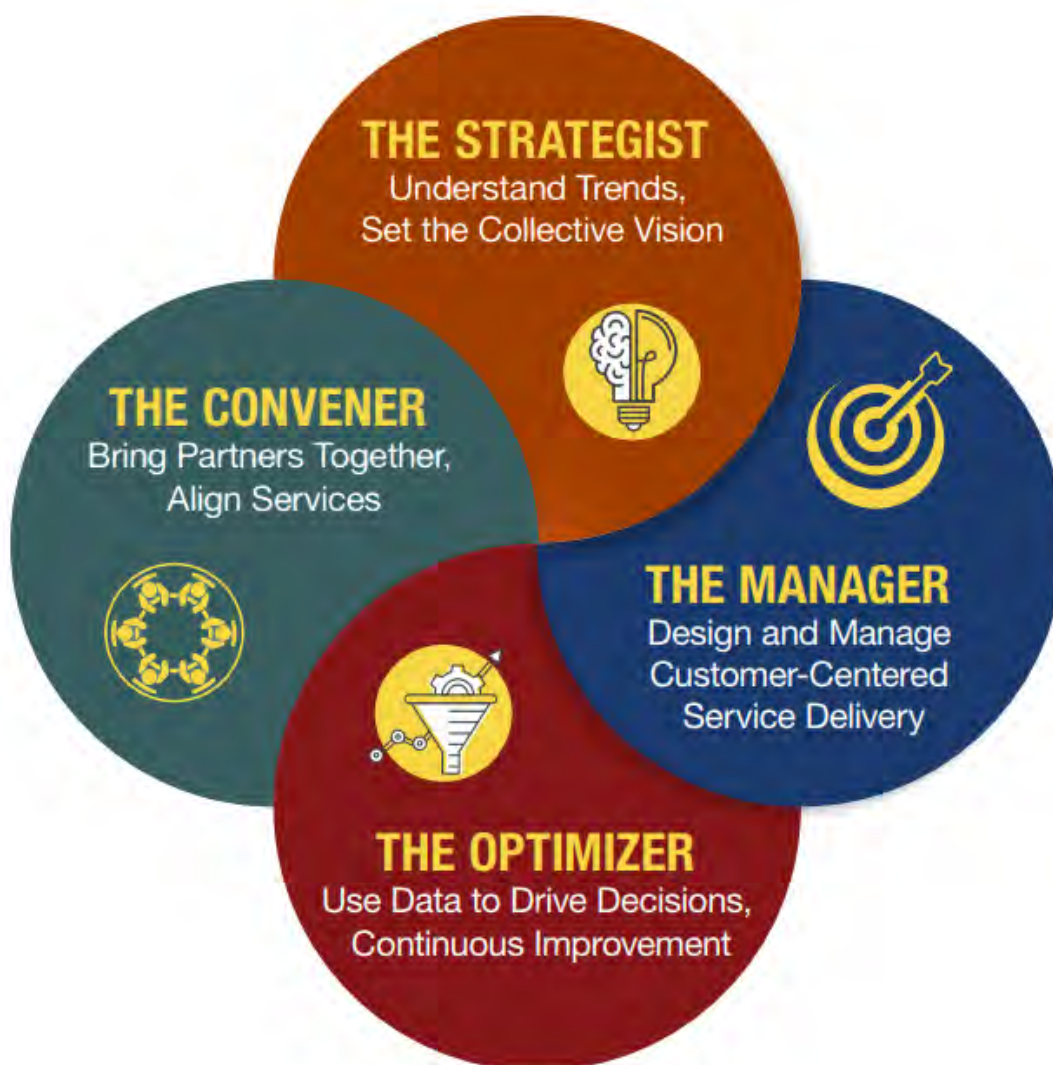 THE STRATEGIST
Understand Trends,
Set the Collective Vision
THE CONVENER
Bring Partners Together,
Align Services
THE MANAGER
Design and Manage
Customer-Centered
Service Delivery
THE OPTIMIZER
Use Data to Drive Decisions,
Continuous Improvement